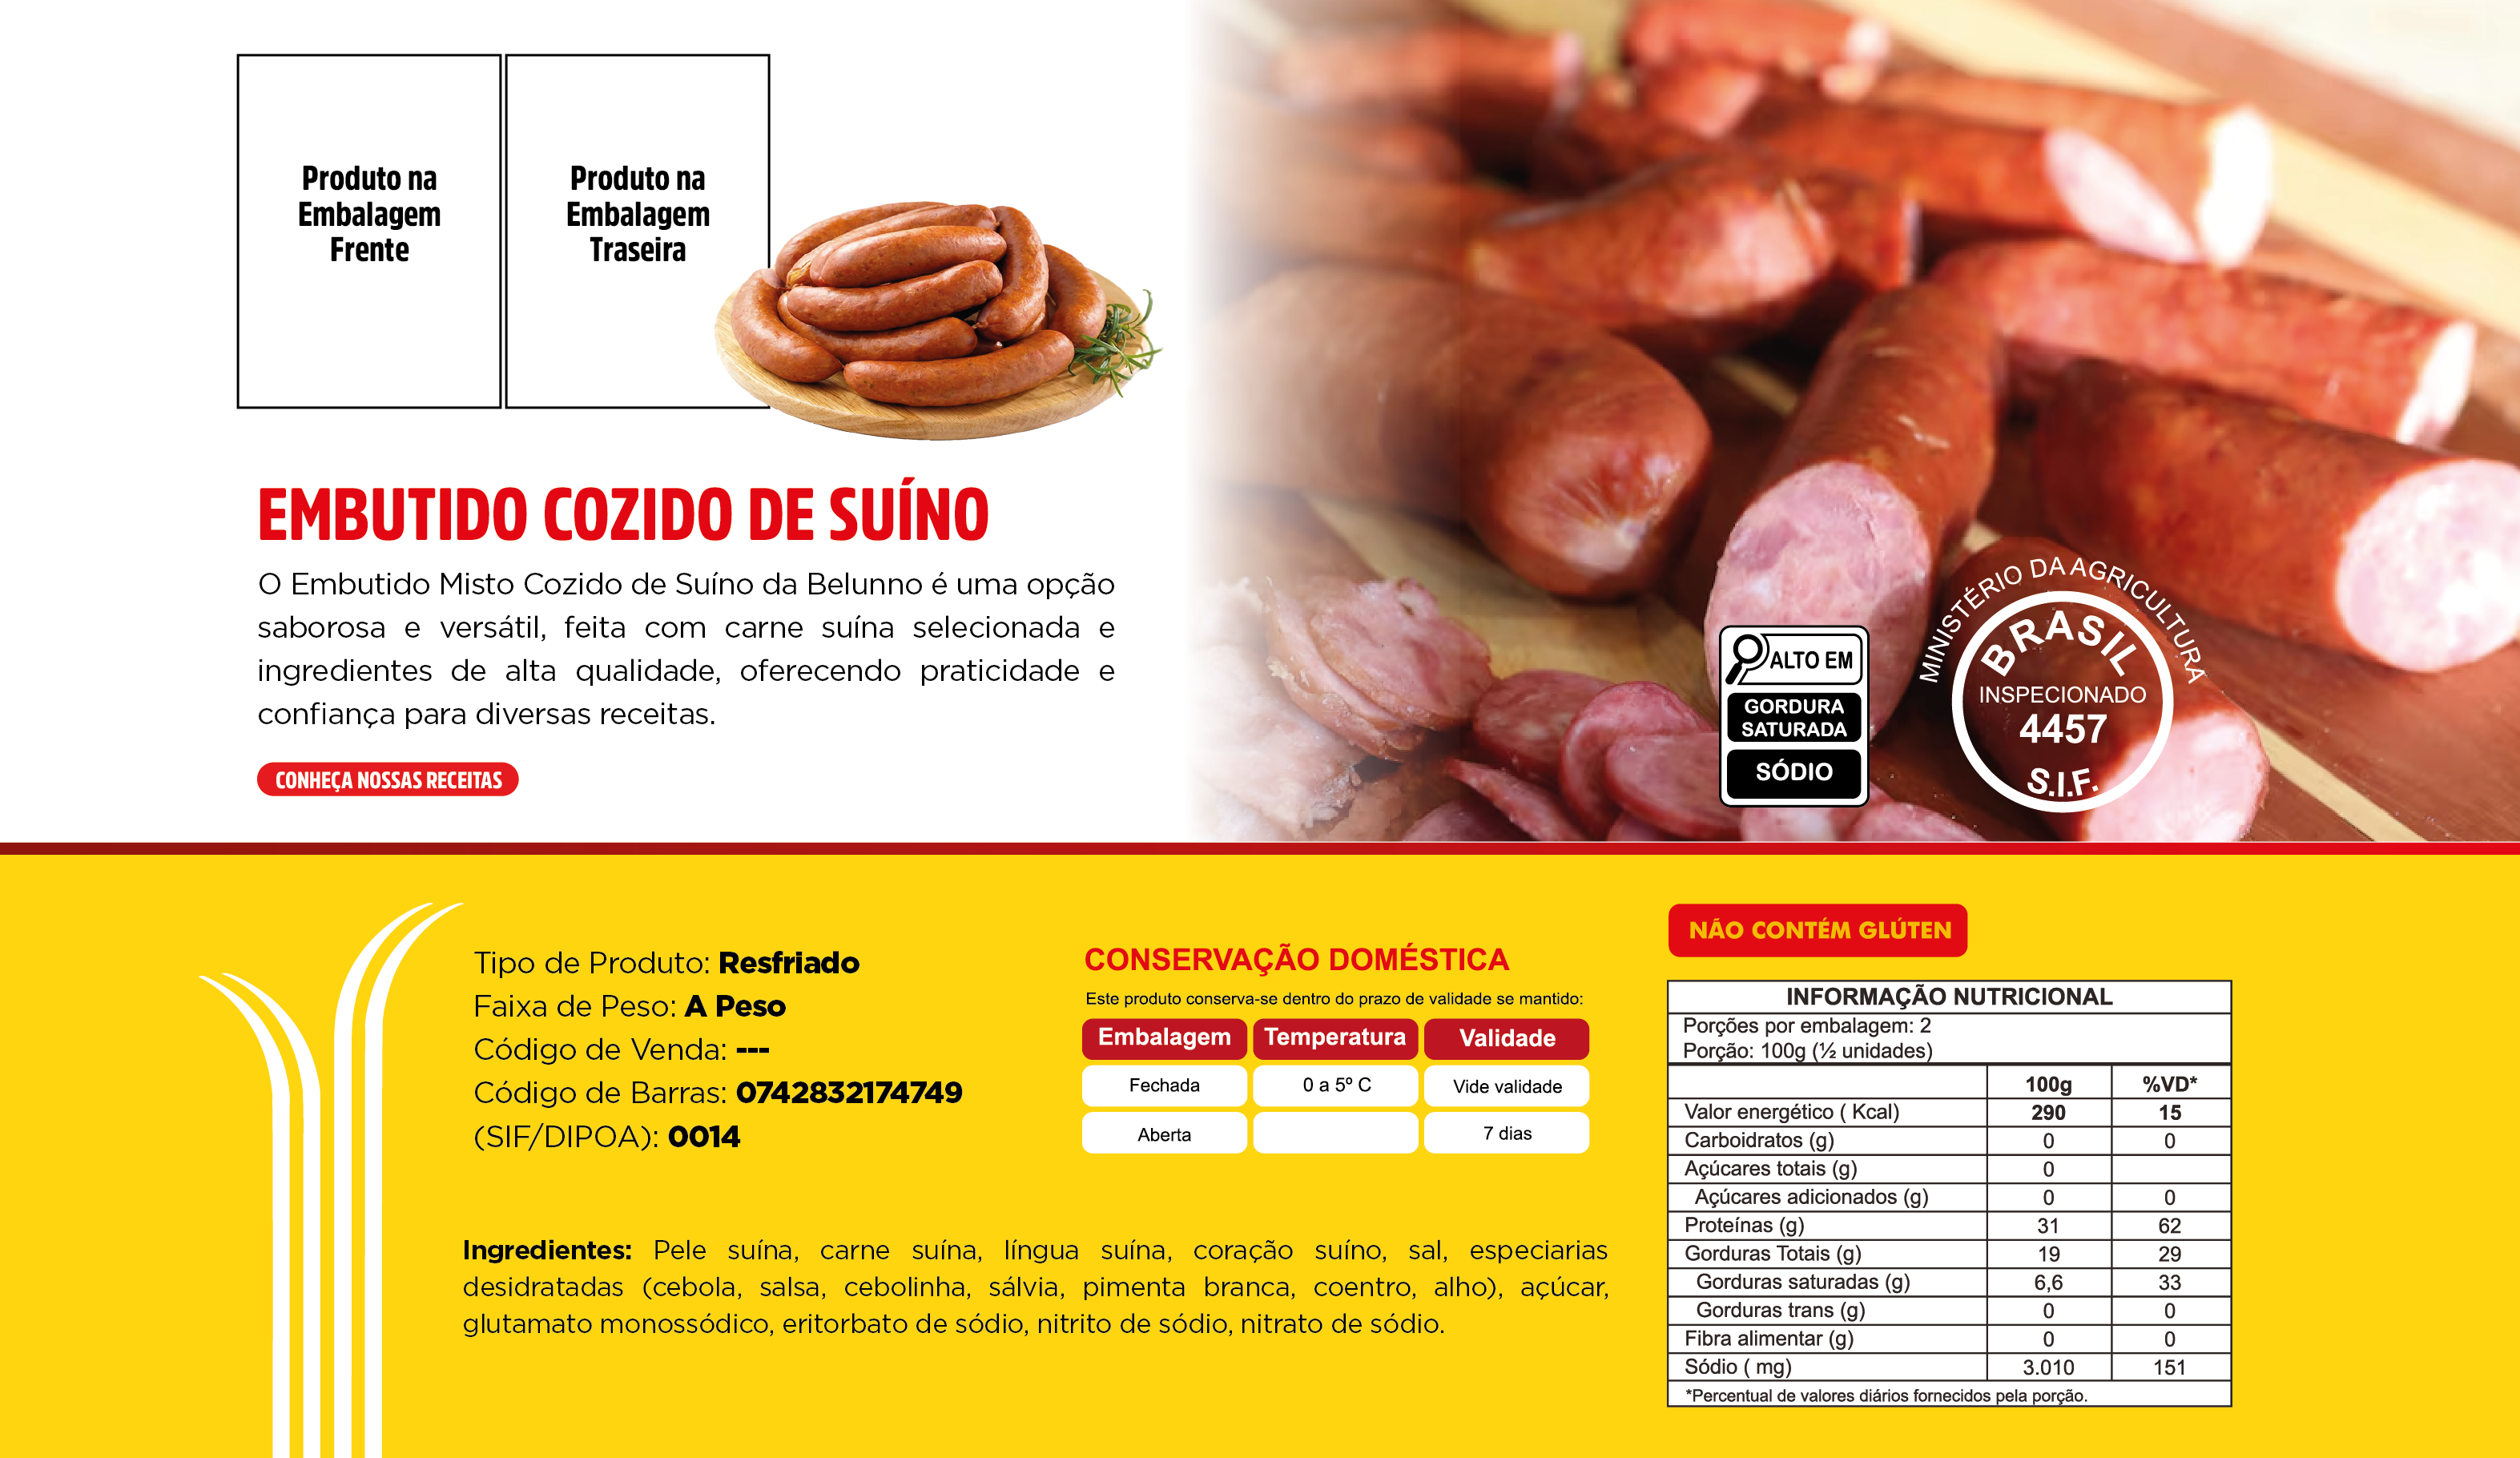 Produto na
Embalagem
Frente
Produto na
Embalagem
Traseira
EMBUTIDO COZIDO DE SUÍNO
O Embutido Misto Cozido de Suíno da Belunno é uma opção
saborosa e versátil, feita com carne suína selecionada e
ingredientes de alta qualidade, oferecendo praticidade e
confiança para diversas receitas.
CONHEÇA NOSSAS RECEITAS
ALTO EM
GORDURA
SATURADA
SÓDIO
MINISTÉRIO DA AGRICULTURA
BRASIL
INSPECIONADO
4457
S.I.F.
Tipo de Produto: Resfriado
Faixa de Peso: A Peso
Código de Venda: ---
Código de Barras: 0742832174749
(SIF/DIPOA): 0014
CONSERVAÇÃO DOMÉSTICA
Este produto conserva-se dentro do prazo de validade se mantido:
Embalagem Temperatura Validade
Fechada 0 a 5º C Vide validade
Aberta 7 dias
Ingredientes: Pele suína, carne suína, língua suína, coração suíno, sal, especiarias
desidratadas (cebola, salsa, cebolinha, sálvia, pimenta branca, coentro, alho), açúcar,
glutamato monossódico, eritorbato de sódio, nitrito de sódio, nitrato de sódio.
NÃO CONTÉM GLÚTEN
INFORMAÇÃO NUTRICIONAL
Porções por embalagem: 2
Porção: 100g (½ unidades)
100g %VD*
Valor energético ( Kcal) 290 15
Carboidratos (g) 0 0
Açúcares totais (g) 0
Açúcares adicionados (g) 0 0
Proteínas (g) 31 62
Gorduras Totais (g) 19 29
Gorduras saturadas (g) 6,6 33
Gorduras trans (g) 0 0
Fibra alimentar (g) 0 0
Sódio ( mg) 3.010 151
*Percentual de valores diários fornecidos pela porção.